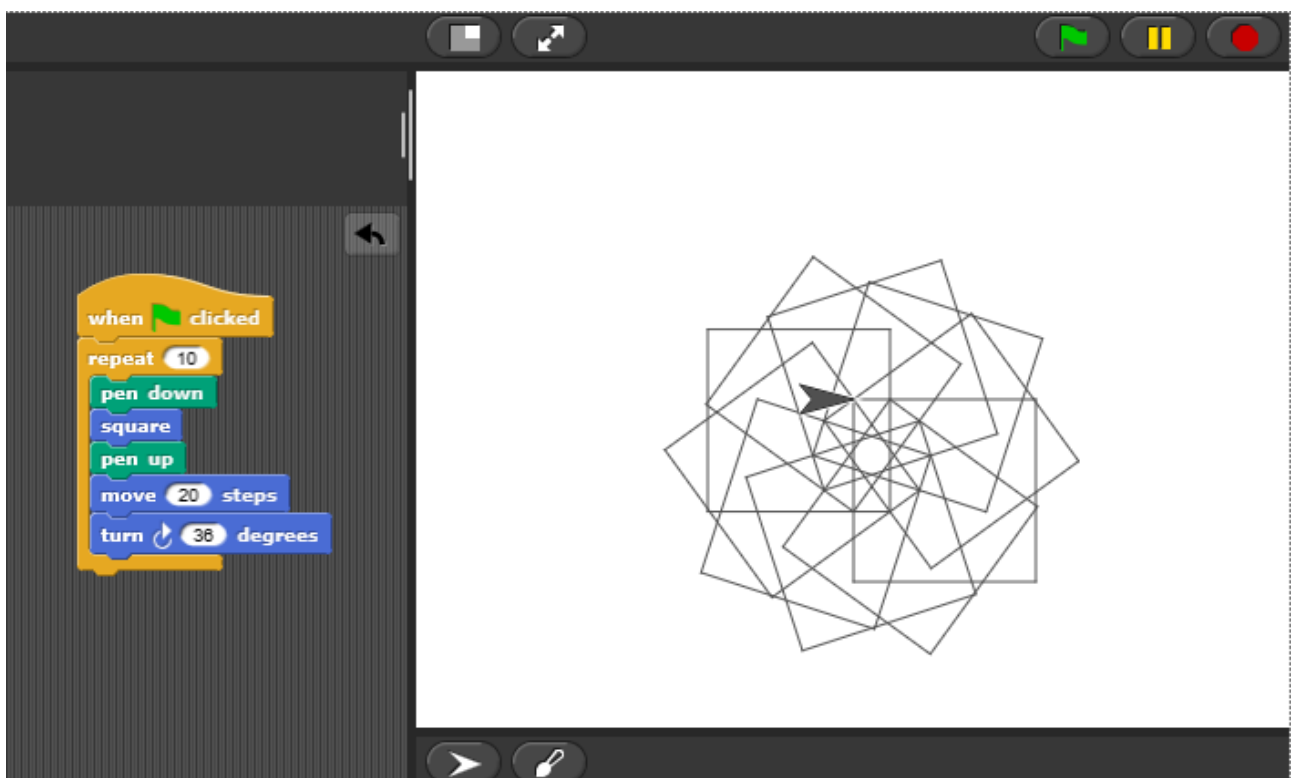 when clicked
repeat 10
pen down
square
pen up
move 20 steps
turn 36 degrees